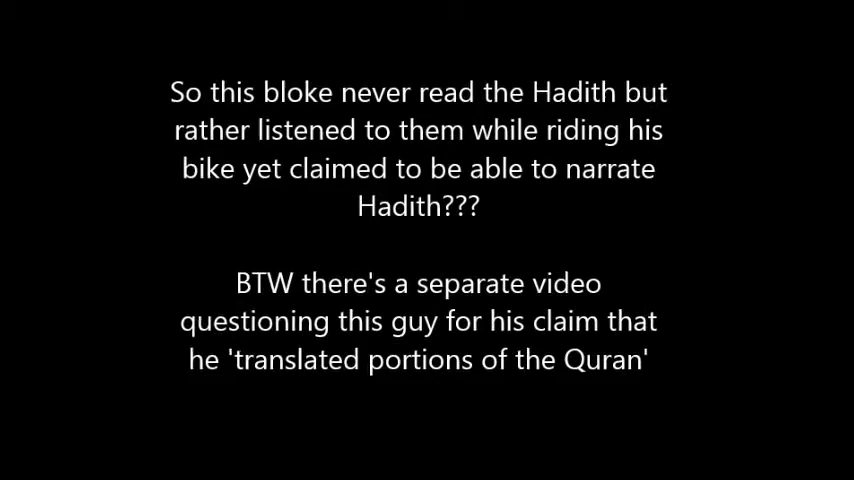 So this bloke never read the Hadith but
rather listened to them while riding his
bike yet claimed to be able to narrate
Hadith???
BTW there's a separate video
questioning this guy for his claim that
he 'translated portions of the Quran'